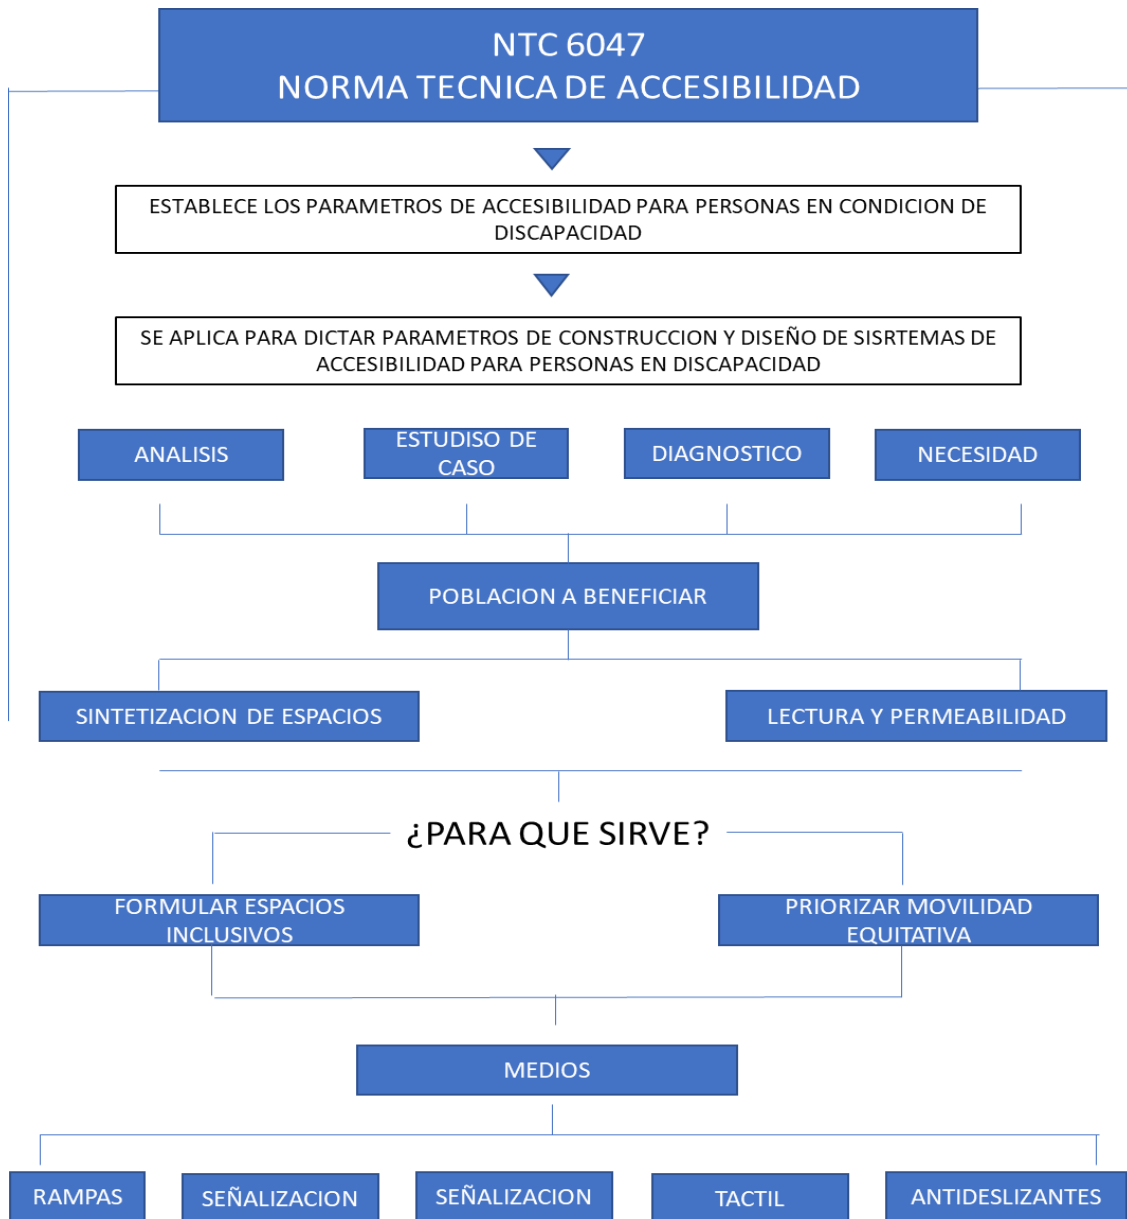 NTC 6047
NORMA TECNICA DE ACCESIBILIDAD
ESTABLECE LOS PARAMETROS DE ACCESIBILIDAD PARA PERSONAS EN CONDICION DE
DISCAPACIDAD
SE APLICA PARA DICTAR PARAMETROS DE CONSTRUCCION Y DISEÑO DE SISRTEMAS DE
ACCESIBILIDAD PARA PERSONAS EN DISCAPACIDAD
ANALISIS
ESTUDISO DE
CASO
DIAGNOSTICO
NECESIDAD
POBLACION A BENEFICIAR
SINTETIZACION DE ESPACIOS
LECTURA Y PERMEABILIDAD
¿PARA QUE SIRVE?
FORMULAR ESPACIOS
INCLUSIVOS
PRIORIZAR MOVILIDAD
EQUITATIVA
MEDIOS
RAMPAS
SEÑALIZACION
SEÑALIZACION
TACTIL
ANTIDESLIZANTES